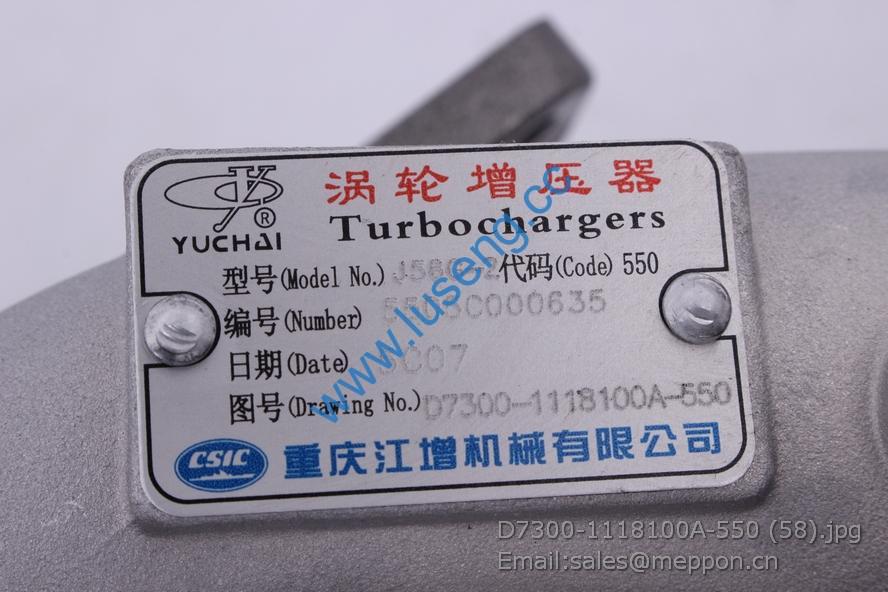 涡轮增压器
YUCHAI ® Turbochargers
型号(Model No.) 代码(Code) 550
编号(Number)
日期(Date)
图号(Drawing No.) D7300-1118100A-550
CSIC 重庆江增机械有限公司
www.luseng.cc
D7300-1118100A-550 (58).jpg
Email:sales@meppon.cn